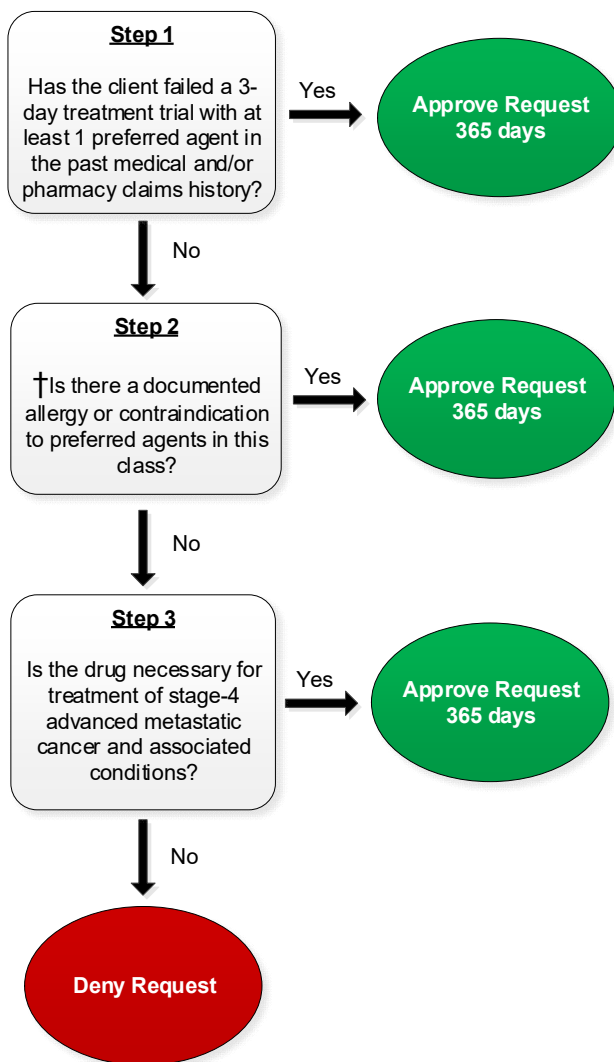 Step 1
Has the client failed a 3-
day treatment trial with at
least 1 preferred agent in
the past medical and/or
pharmacy claims history?
Yes
Approve Request
365 days
No
Step 2
†Is there a documented
allergy or contraindication
to preferred agents in this
class?
Yes
Approve Request
365 days
No
Step 3
Is the drug necessary for
treatment of stage-4
advanced metastatic
cancer and associated
conditions?
Yes
Approve Request
365 days
No
Deny Request